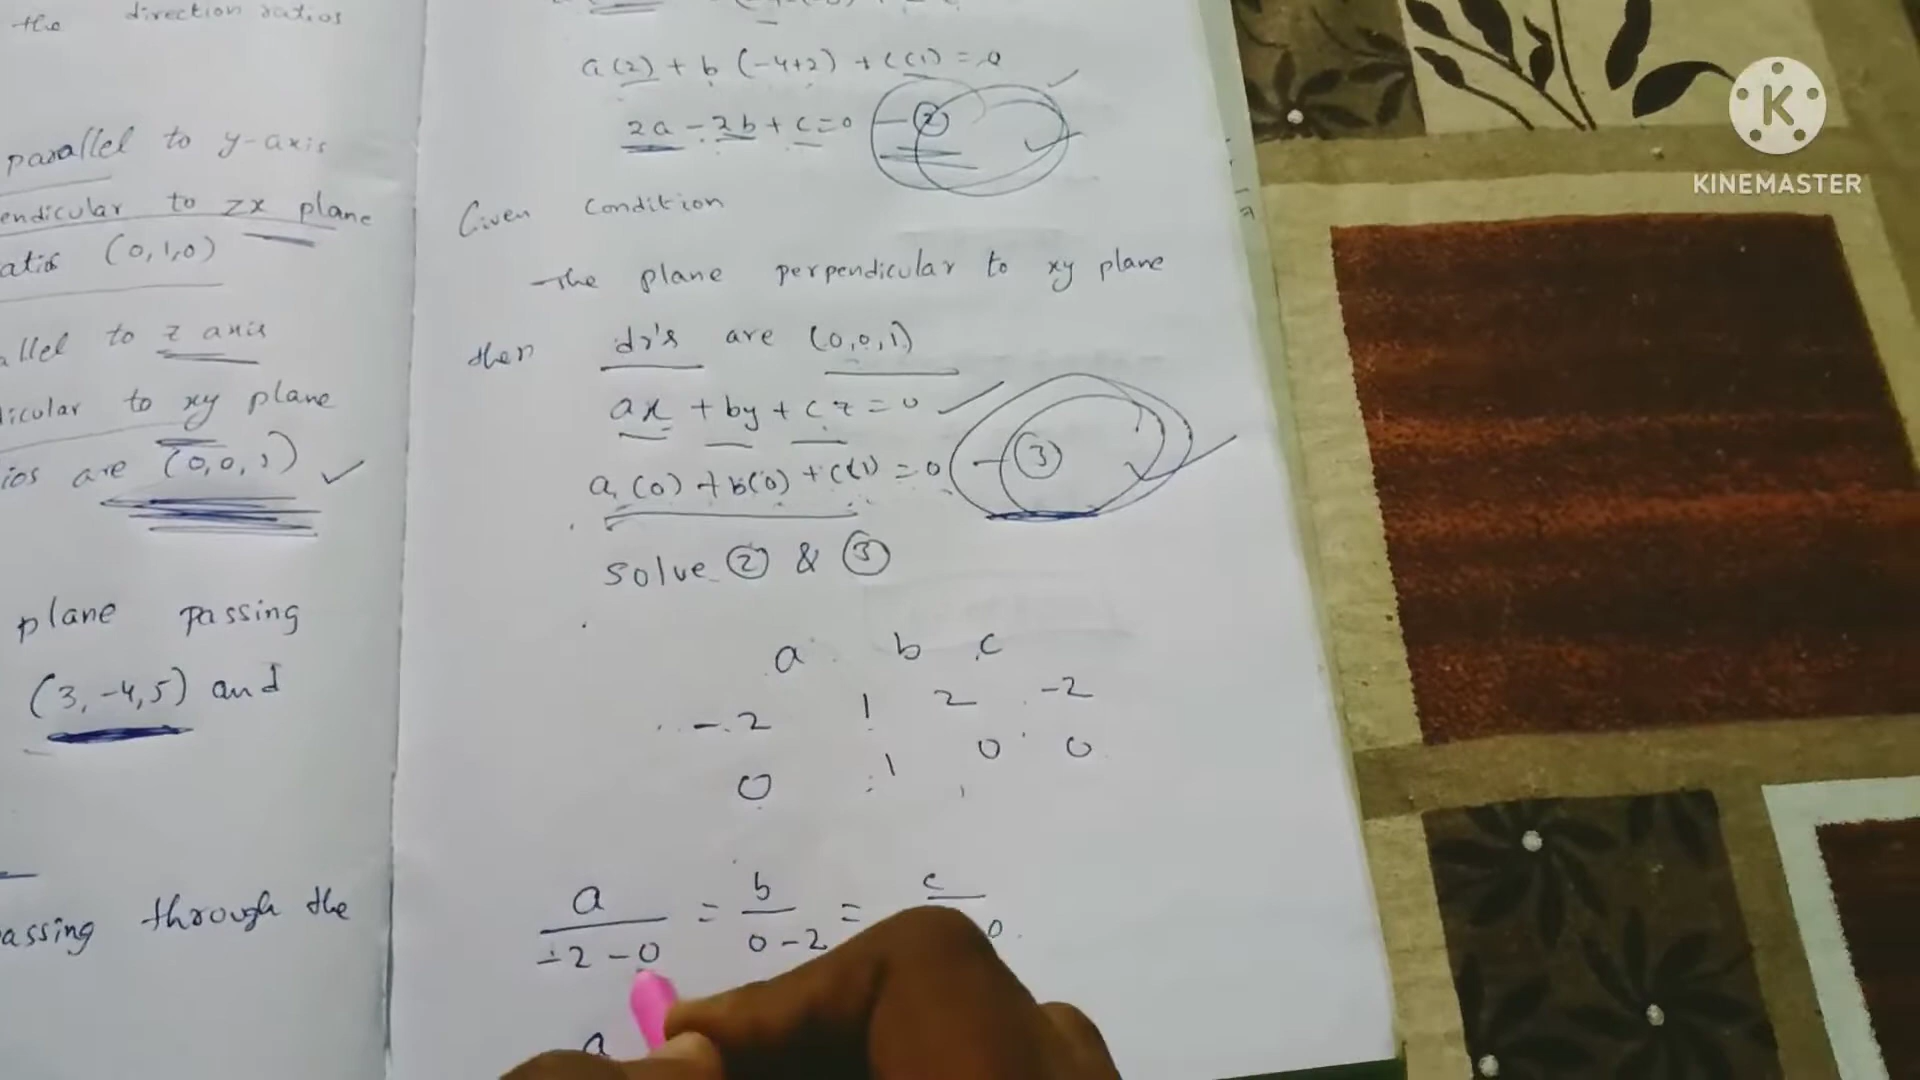 the direction ratios
parallel to y-axis
endicular to zx plane
atios (0,1,0)
allel to z axis
dicular to xy plane
ios are (0,0,1)
plane passing
(3,-4,5) and
assing through the
a(2) + b (-4+2) + c(1) = 0
2a - 2b + c = 0 - ②
Given Condition
The plane perpendicular to xy plane
then dr's are (0,0,1)
ax + by + cz = 0
a(0) + b(0) + c(1) = 0 - ③
solve ② & ③
a b c
-2 1 2 -2
0 1 0 0
a/-2-0 = b/0-2 = c/ 0
a
KINEMASTER